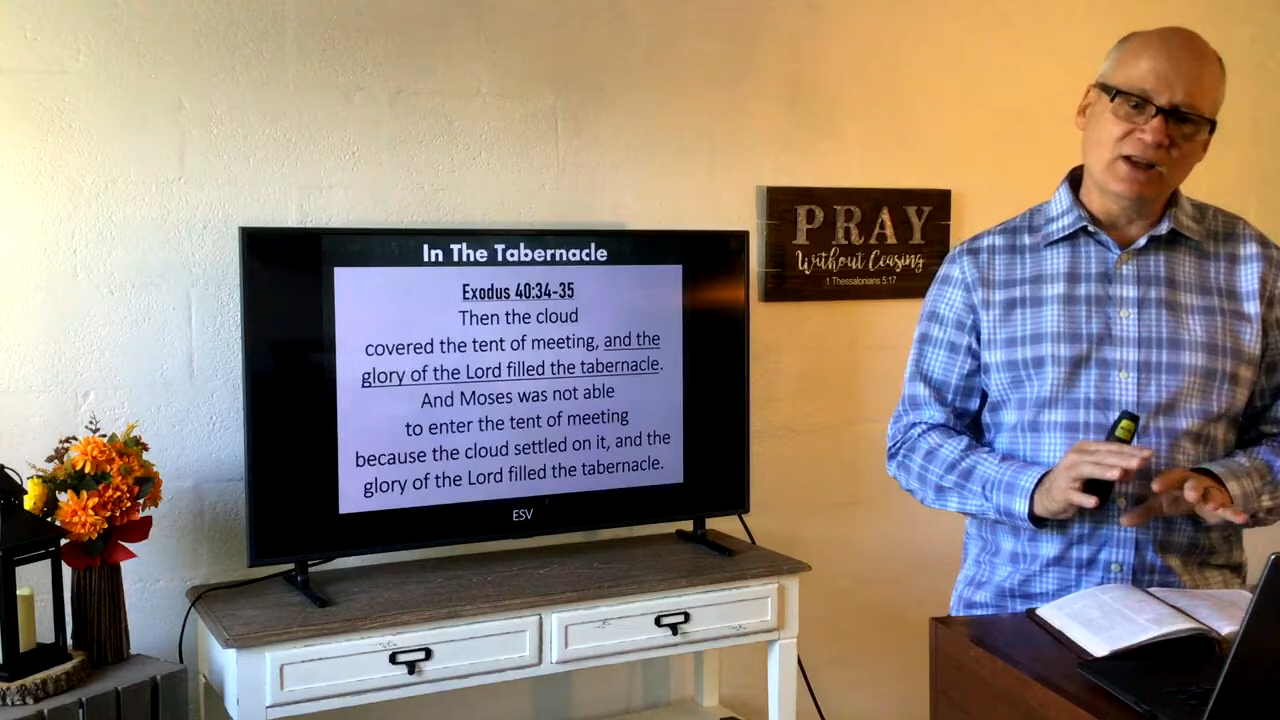 In The Tabernacle
Exodus 40:34-35
Then the cloud
covered the tent of meeting, and the
glory of the Lord filled the tabernacle.
And Moses was not able
to enter the tent of meeting
because the cloud settled on it, and the
glory of the Lord filled the tabernacle.
ESV
PRAY
Without Ceasing
1 Thessalonians 5:17